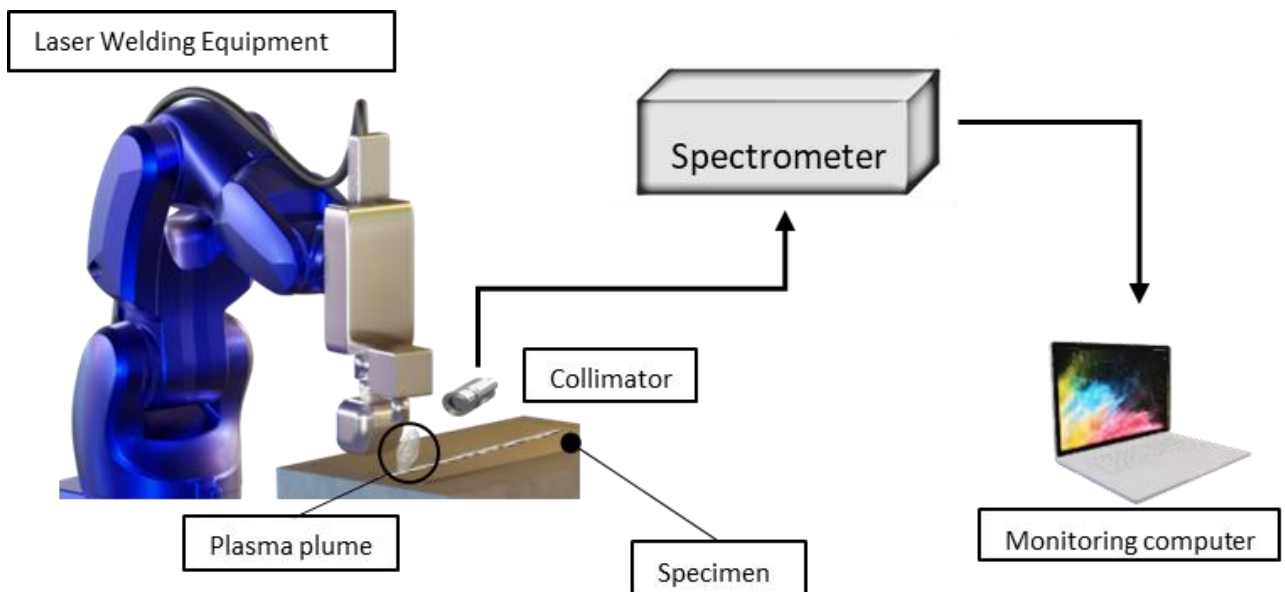 Laser Welding Equipment
Spectrometer
Collimator
Plasma plume
Specimen
Monitoring computer